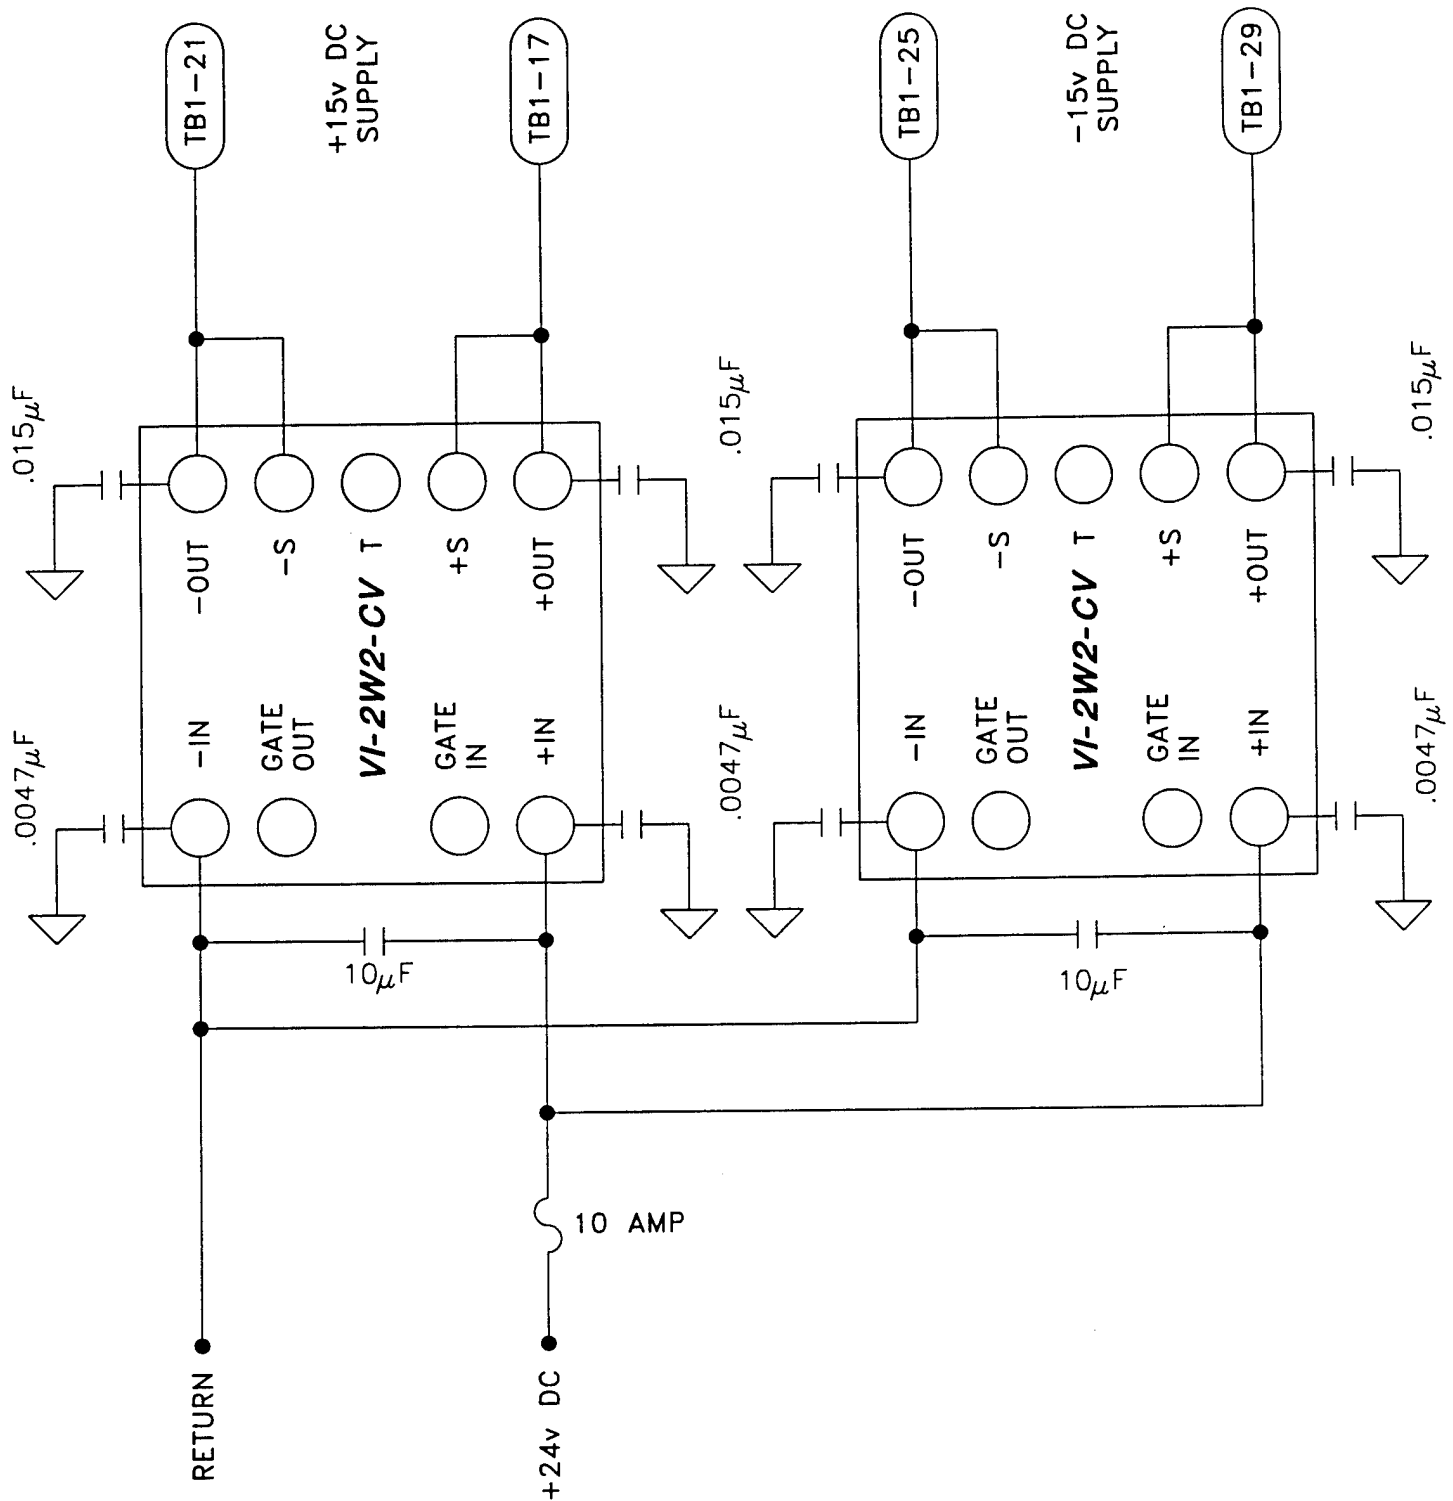 TB1-21
+15v DC
SUPPLY
TB1-17
TB1-25
-15v DC
SUPPLY
TB1-29
.015µF
.015µF
.015µF
-OUT
-S
T
+S
+OUT
-OUT
-S
T
+S
+OUT
VI-2W2-CV
VI-2W2-CV
-IN
GATE
OUT
GATE
IN
+IN
-IN
GATE
OUT
GATE
IN
+IN
.0047µF
.0047µF
.0047µF
10µF
10µF
10 AMP
RETURN
+24v DC